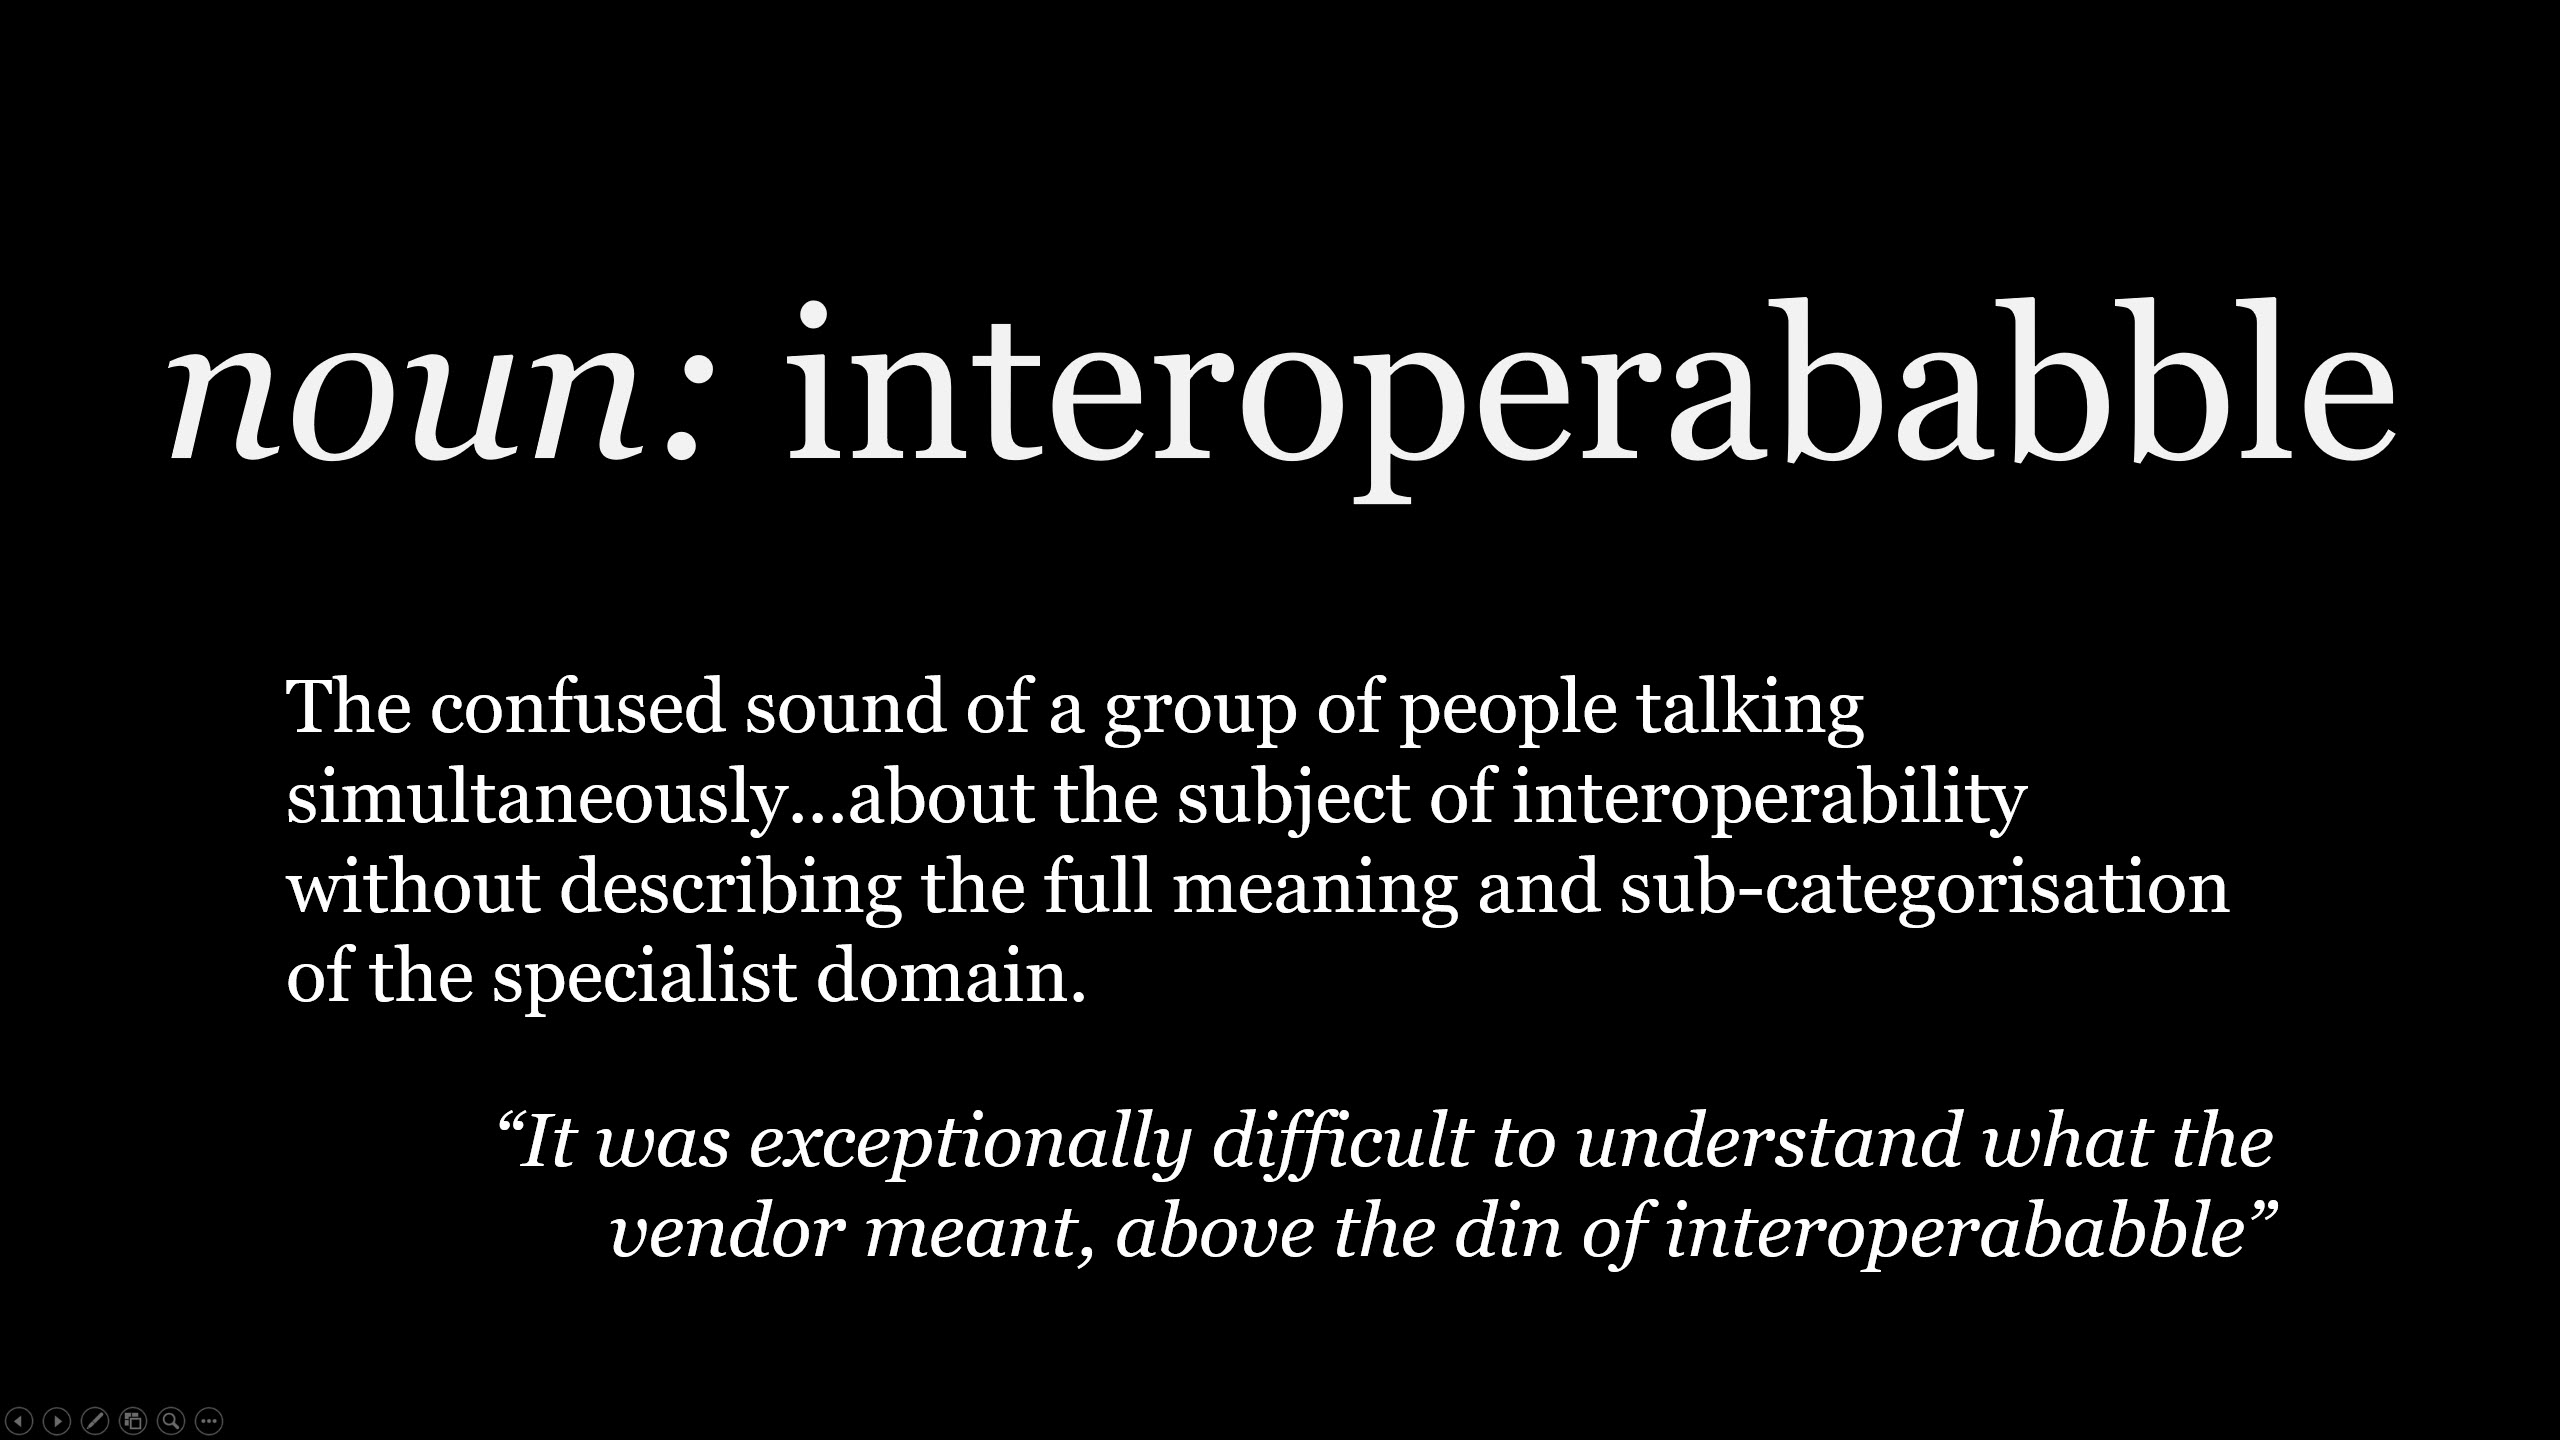 noun: interoperababble
The confused sound of a group of people talking
simultaneously...about the subject of interoperability
without describing the full meaning and sub-categorisation
of the specialist domain.
“It was exceptionally difficult to understand what the
vendor meant, above the din of interoperababble”